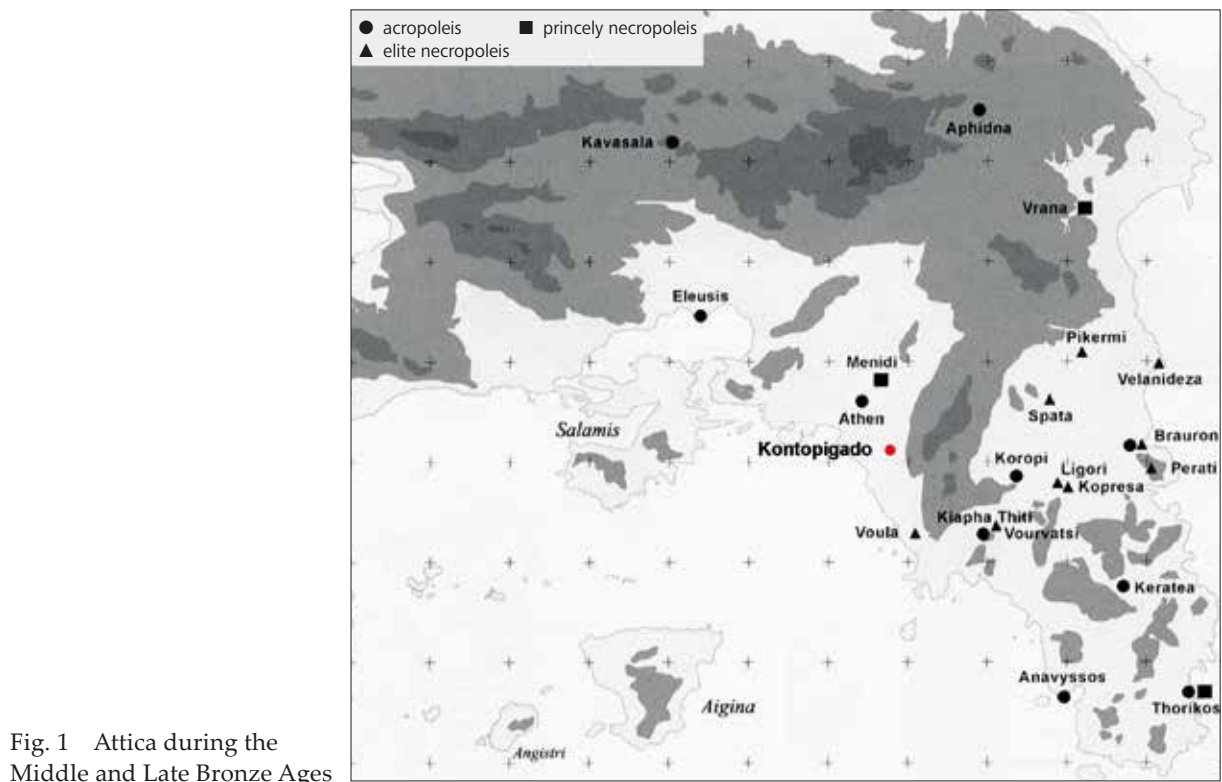 acropoleis princely necropoleis
elite necropoleis
Aphidna
Kavasala
Vrana
Eleusis
Pikermi
Menidi
Velanideza
Athen
Spata
Salamis
Kontopigado
Brauron
Koropi
Ligori
Perati
Kopresa
Kiapha Thiti
Voula
Vourvatsi
Keratea
Anavyssos
Aigina
Thorikos
Angistri
Fig. 1 Attica during the
Middle and Late Bronze Ages